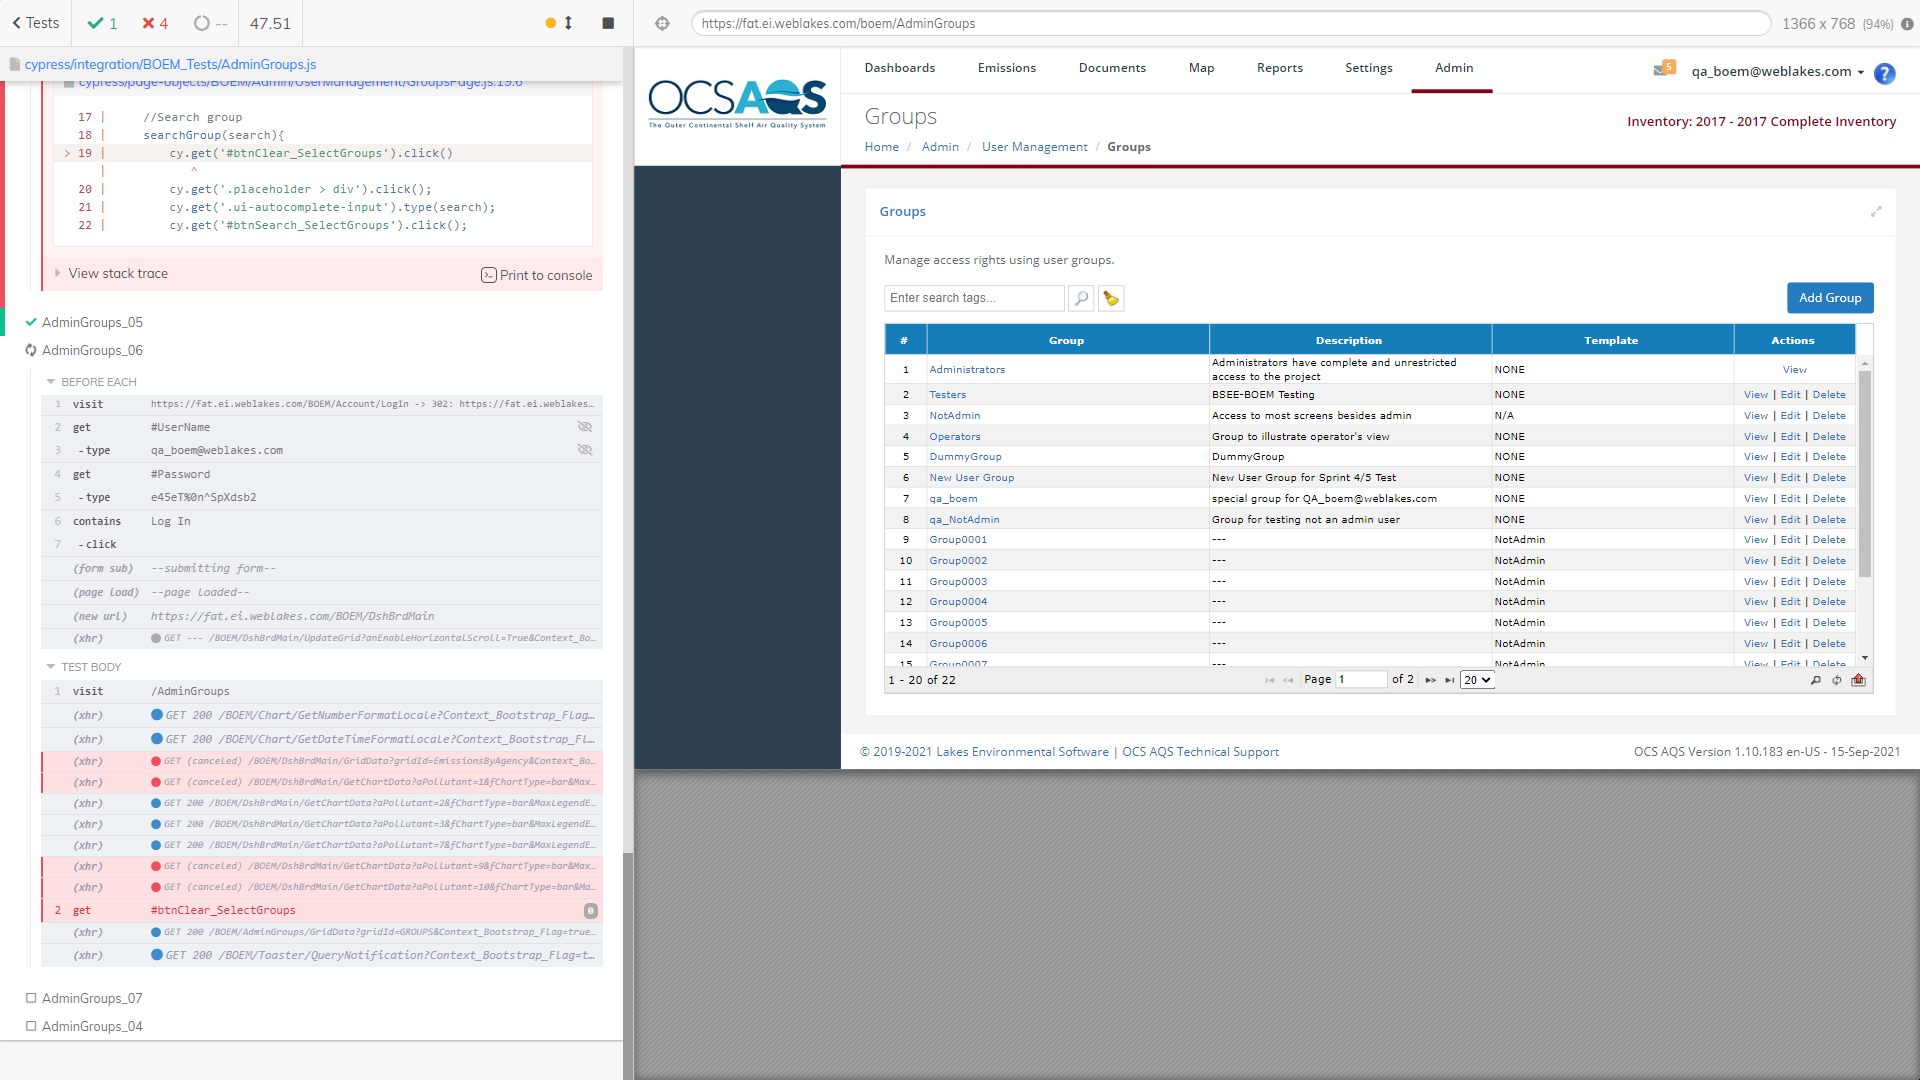 Tests
1
4
--
47.51
https://fat.ei.weblakes.com/boem/AdminGroups
1366 x 768 (94%)
cypress/integration/BOEM_Tests/AdminGroups.js
cypress/page-objects/BOEM/Admin/UserManagement/GroupsPage.js:19:6
17 | //Search group
18 | searchGroup(search){
> 19 | cy.get('#btnClear_SelectGroups').click()
| ^
20 | cy.get('.placeholder > div').click();
21 | cy.get('.ui-autocomplete-input').type(search);
22 | cy.get('#btnSearch_SelectGroups').click();
View stack trace
Print to console
AdminGroups_05
AdminGroups_06
BEFORE EACH
1 visit https://fat.ei.weblakes.com/BOEM/Account/LogIn -> 302: https://fat.ei.weblakes...
2 get #UserName
3 -type qa_boem@weblakes.com
4 get #Password
5 -type e45eT%0n^SpXdsb2
6 contains Log In
7 -click
(form sub) --submitting form--
(page load) --page loaded--
(new url) https://fat.ei.weblakes.com/BOEM/DshBrdMain
(xhr) GET --- /BOEM/DshBrdMain/UpdateGrid?anEnableHorizontalScroll=True&Context_Bo...
TEST BODY
1 visit /AdminGroups
(xhr) GET 200 /BOEM/Chart/GetNumberFormatLocale?Context_Bootstrap_Flag...
(xhr) GET 200 /BOEM/Chart/GetDateTimeFormatLocale?Context_Bootstrap_Fl...
(xhr) GET (canceled) /BOEM/DshBrdMain/GridData?gridId=EmissionsByAgency&Context_Bo...
(xhr) GET (canceled) /BOEM/DshBrdMain/GetChartData?aPollutant=1&fChartType=bar&Max...
(xhr) GET 200 /BOEM/DshBrdMain/GetChartData?aPollutant=2&fChartType=bar&MaxLegendE...
(xhr) GET 200 /BOEM/DshBrdMain/GetChartData?aPollutant=3&fChartType=bar&MaxLegendE...
(xhr) GET 200 /BOEM/DshBrdMain/GetChartData?aPollutant=7&fChartType=bar&MaxLegendE...
(xhr) GET (canceled) /BOEM/DshBrdMain/GetChartData?aPollutant=9&fChartType=bar&Max...
(xhr) GET (canceled) /BOEM/DshBrdMain/GetChartData?aPollutant=10&fChartType=bar&Ma...
2 get #btnClear_SelectGroups 0
(xhr) GET 200 /BOEM/AdminGroups/GridData?gridId=GROUPS&Context_Bootstrap_Flag=true...
(xhr) GET 200 /BOEM/Toaster/QueryNotification?Context_Bootstrap_Flag=t...
AdminGroups_07
AdminGroups_04
OCSAQS
The Outer Continental Shelf Air Quality System
Dashboards Emissions Documents Map Reports Settings Admin
5
qa_boem@weblakes.com
?
Groups
Inventory: 2017 - 2017 Complete Inventory
Home / Admin / User Management / Groups
Groups
Manage access rights using user groups.
Enter search tags...
Add Group
# Group Description Template Actions
1 Administrators Administrators have complete and unrestricted access to the project NONE View
2 Testers BSEE-BOEM Testing NONE View | Edit | Delete
3 NotAdmin Access to most screens besides admin N/A View | Edit | Delete
4 Operators Group to illustrate operator's view NONE View | Edit | Delete
5 DummyGroup DummyGroup NONE View | Edit | Delete
6 New User Group New User Group for Sprint 4/5 Test NONE View | Edit | Delete
7 qa_boem special group for QA_boem@weblakes.com NONE View | Edit | Delete
8 qa_NotAdmin Group for testing not an admin user NONE View | Edit | Delete
9 Group0001 --- NotAdmin View | Edit | Delete
10 Group0002 --- NotAdmin View | Edit | Delete
11 Group0003 --- NotAdmin View | Edit | Delete
12 Group0004 --- NotAdmin View | Edit | Delete
13 Group0005 --- NotAdmin View | Edit | Delete
14 Group0006 --- NotAdmin View | Edit | Delete
15 Group0007 --- NotAdmin View | Edit | Delete
1 - 20 of 22
Page 1 of 2
20
© 2019-2021 Lakes Environmental Software | OCS AQS Technical Support
OCS AQS Version 1.10.183 en-US - 15-Sep-2021